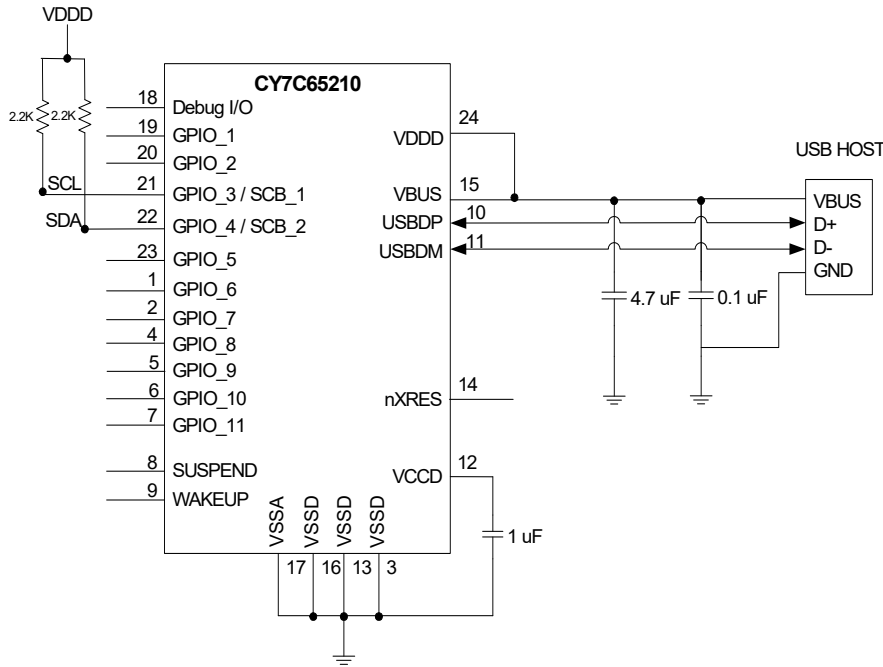 VDDD
CY7C65210
2.2K
2.2K
18
Debug I/O
19
GPIO_1
20
GPIO_2
SCL
21
GPIO_3 / SCB_1
SDA
22
GPIO_4 / SCB_2
23
GPIO_5
1
GPIO_6
2
GPIO_7
4
GPIO_8
5
GPIO_9
6
GPIO_10
7
GPIO_11
8
SUSPEND
9
WAKEUP
VDDD
24
VBUS
15
USBDP
10
USBDM
11
nXRES
14
VCCD
12
1 uF
VSSA
VSSD
VSSD
VSSD
17
16
13
3
4.7 uF
0.1 uF
USB HOST
VBUS
D+
D-
GND